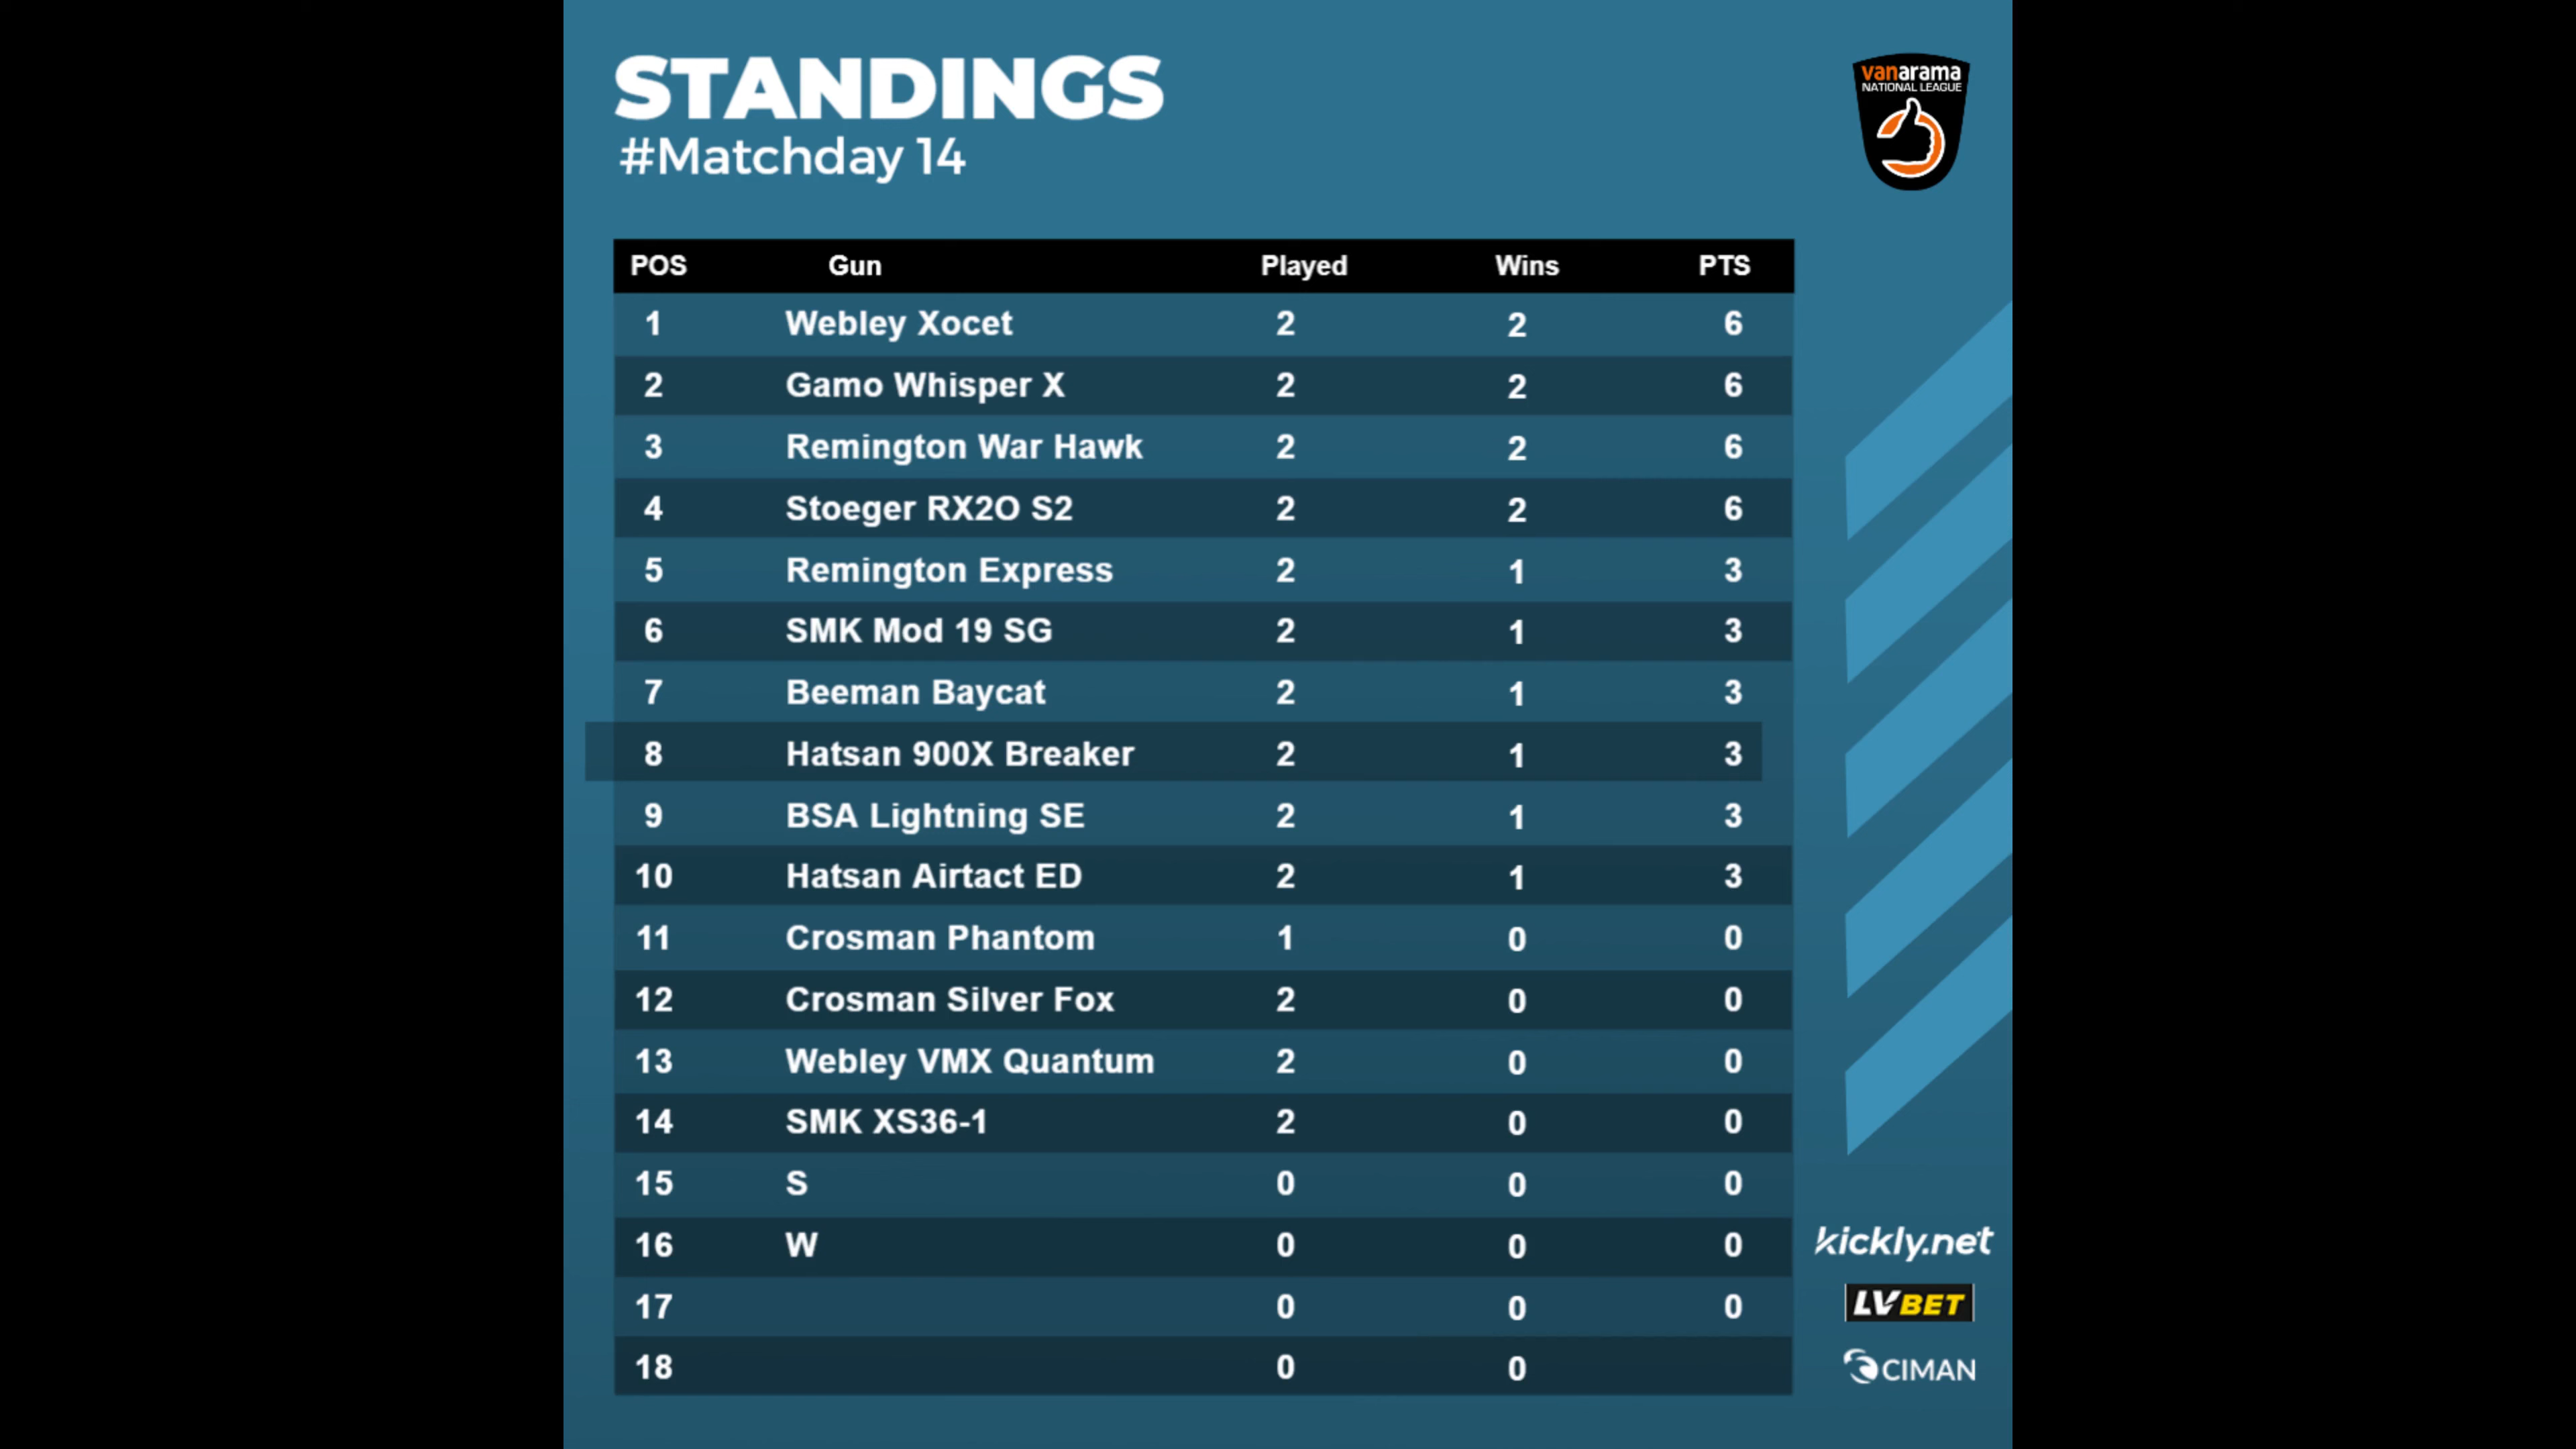 STANDINGS
#Matchday 14
vanarama
NATIONAL LEAGUE
POS Gun Played Wins PTS
1 Webley Xocet 2 2 6
2 Gamo Whisper X 2 2 6
3 Remington War Hawk 2 2 6
4 Stoeger RX2O S2 2 2 6
5 Remington Express 2 1 3
6 SMK Mod 19 SG 2 1 3
7 Beeman Baycat 2 1 3
8 Hatsan 900X Breaker 2 1 3
9 BSA Lightning SE 2 1 3
10 Hatsan Airtact ED 2 1 3
11 Crosman Phantom 1 0 0
12 Crosman Silver Fox 2 0 0
13 Webley VMX Quantum 2 0 0
14 SMK XS36-1 2 0 0
15 S 0 0 0
16 W 0 0 0
17 0 0 0
18 0 0
kickly.net
LVBET
CIMAN